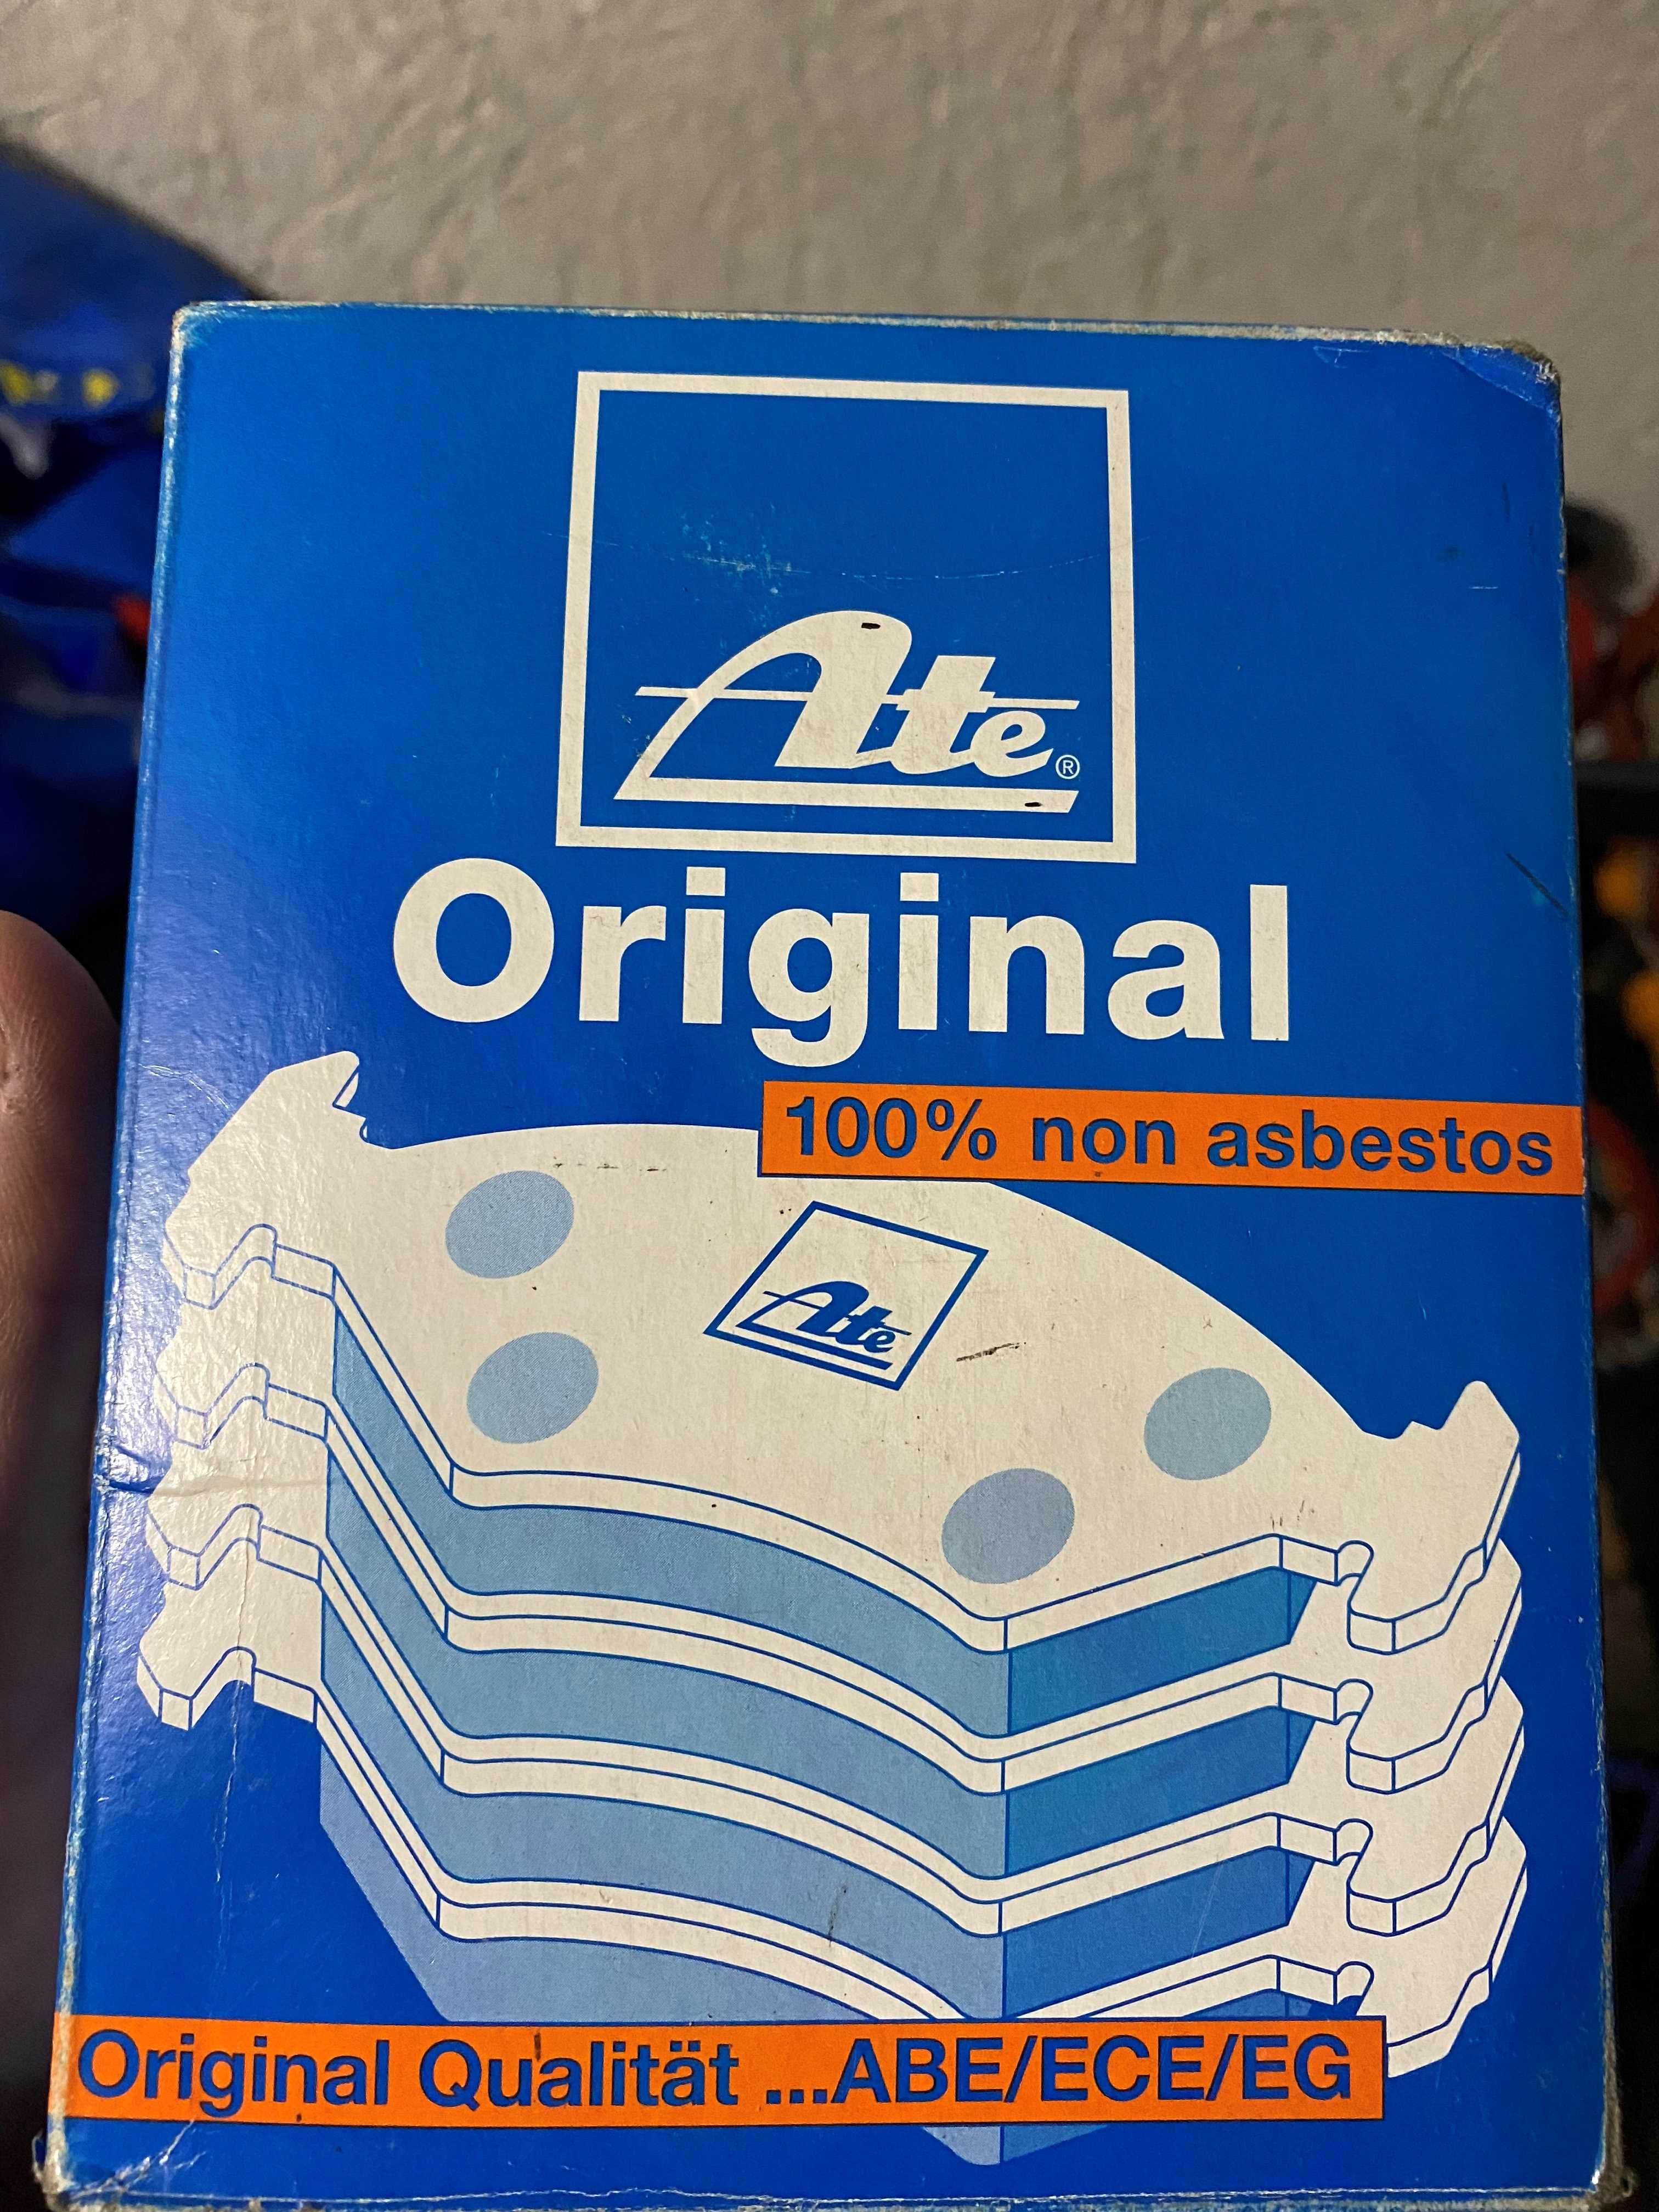 Ate®
Original
100% non asbestos
Ate
Original Qualität ...ABE/ECE/EG